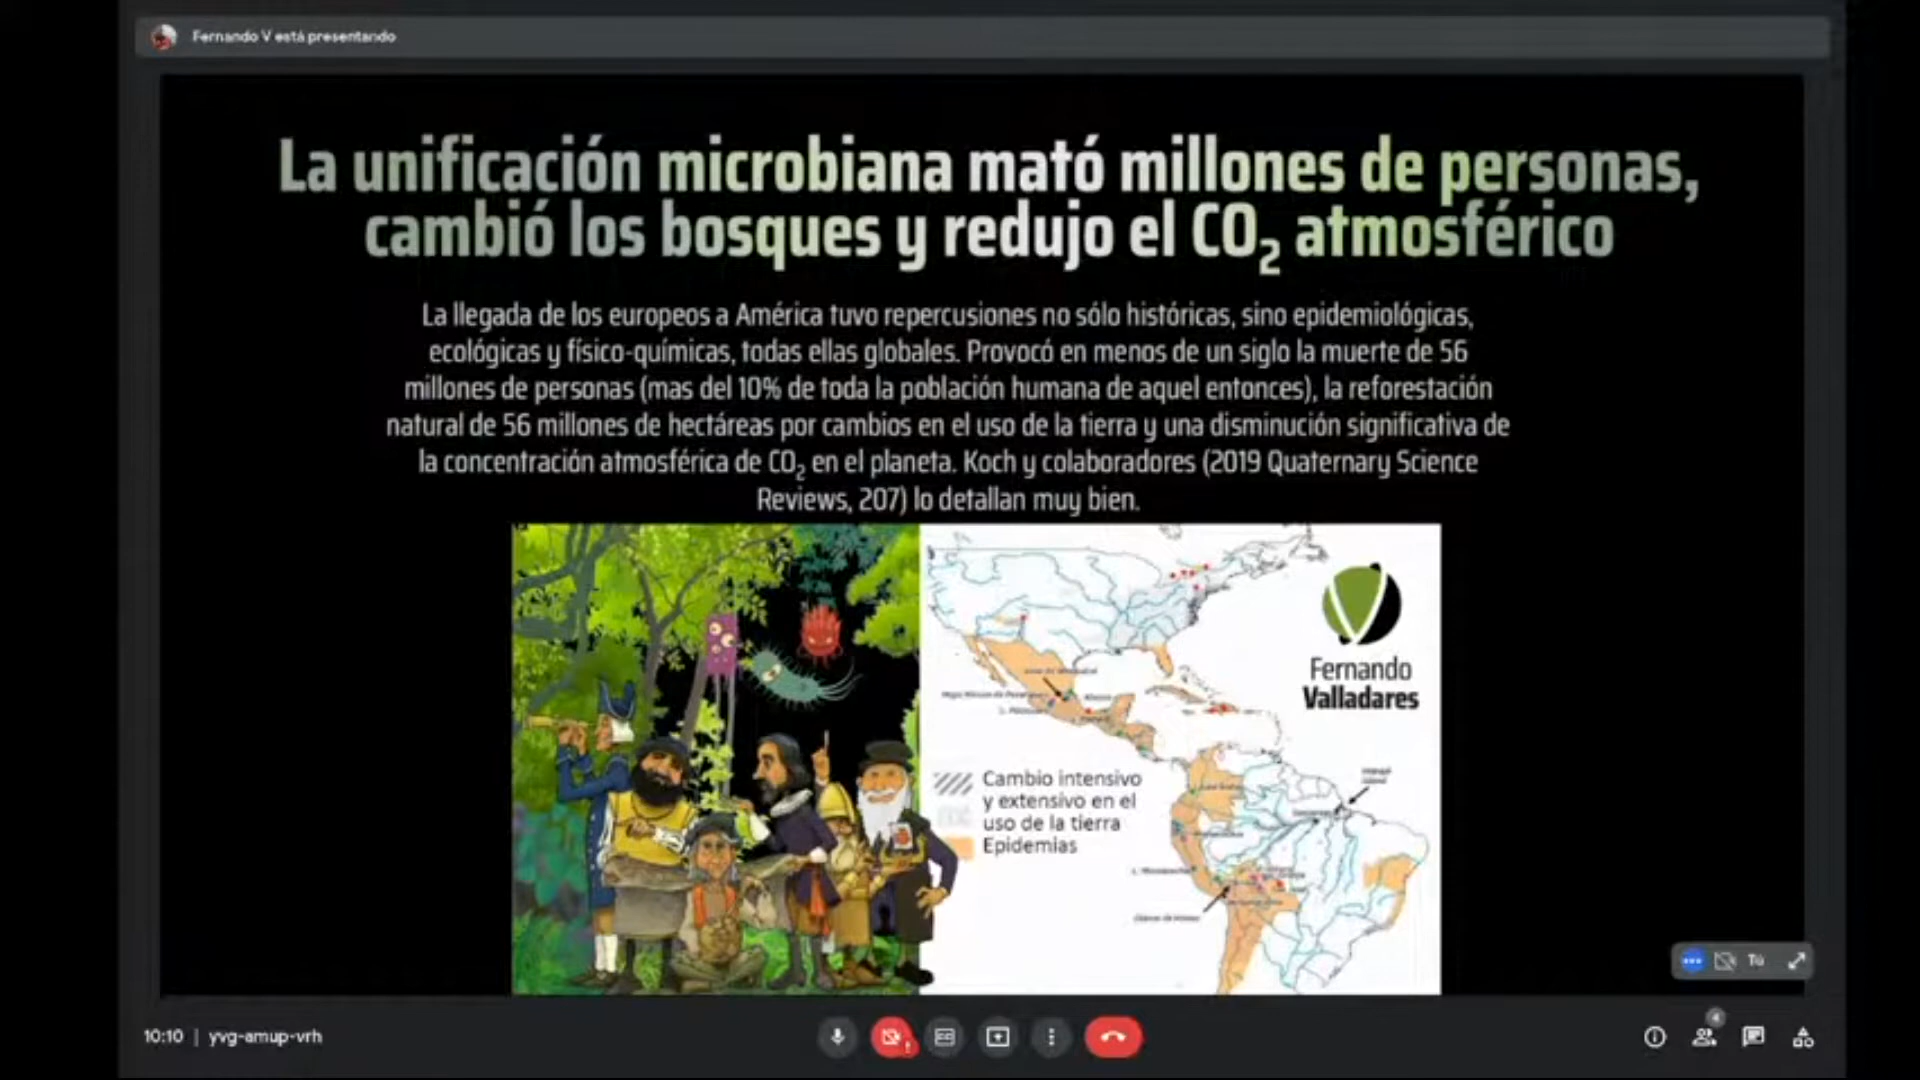 Fernando V está presentando
La unificación microbiana mató millones de personas,
cambió los bosques y redujo el CO₂ atmosférico
La llegada de los europeos a América tuvo repercusiones no sólo históricas, sino epidemiológicas,
ecológicas y físico-químicas, todas ellas globales. Provocó en menos de un siglo la muerte de 56
millones de personas (mas del 10% de toda la población humana de aquel entonces), la reforestación
natural de 56 millones de hectáreas por cambios en el uso de la tierra y una disminución significativa de
la concentración atmosférica de CO₂ en el planeta. Koch y colaboradores (2019 Quaternary Science
Reviews, 207) lo detallan muy bien.
Fernando
Valladares
Cambio intensivo
y extensivo en el
uso de la tierra
Epidemias
Tú
10:10 | yvg-amup-vrh
4